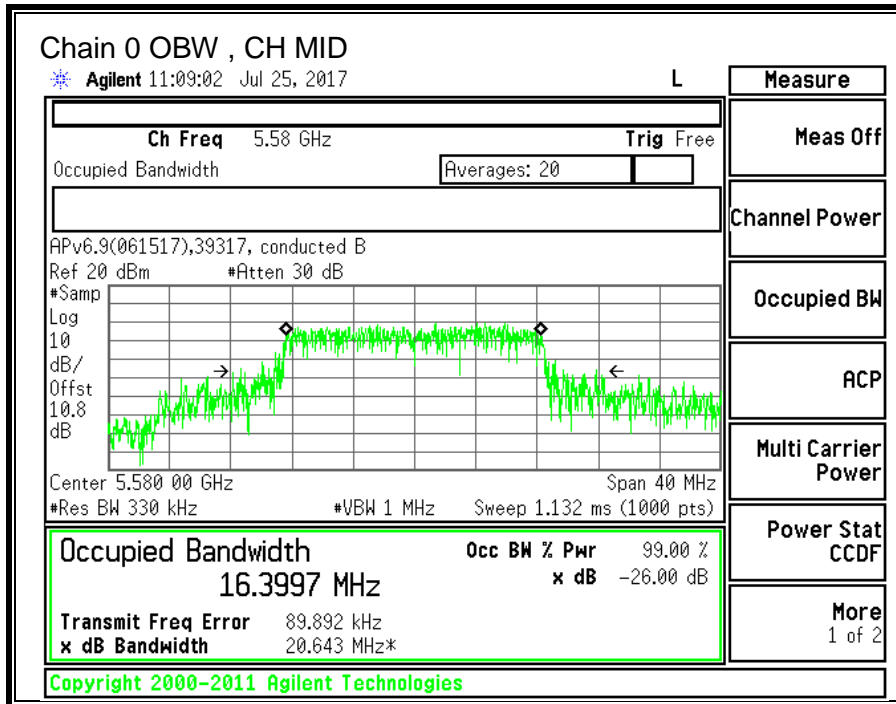 Chain 0 OBW , CH MID
Agilent 11:09:02 Jul 25, 2017 L
Measure
Ch Freq 5.58 GHz Trig Free
Occupied Bandwidth Averages: 20
APv6.9(061517),39317, conducted B
Ref 20 dBm #Atten 30 dB
#Samp
Log
10
dB/
Offst
10.8
dB
Center 5.580 00 GHz Span 40 MHz
#Res BW 330 kHz #VBW 1 MHz Sweep 1.132 ms (1000 pts)
Occupied Bandwidth Occ BW % Pwr 99.00 %
16.3997 MHz x dB -26.00 dB
Transmit Freq Error 89.892 kHz
x dB Bandwidth 20.643 MHz*
Copyright 2000-2011 Agilent Technologies
Meas Off
Channel Power
Occupied BW
ACP
Multi Carrier
Power
Power Stat
CCDF
More
1 of 2